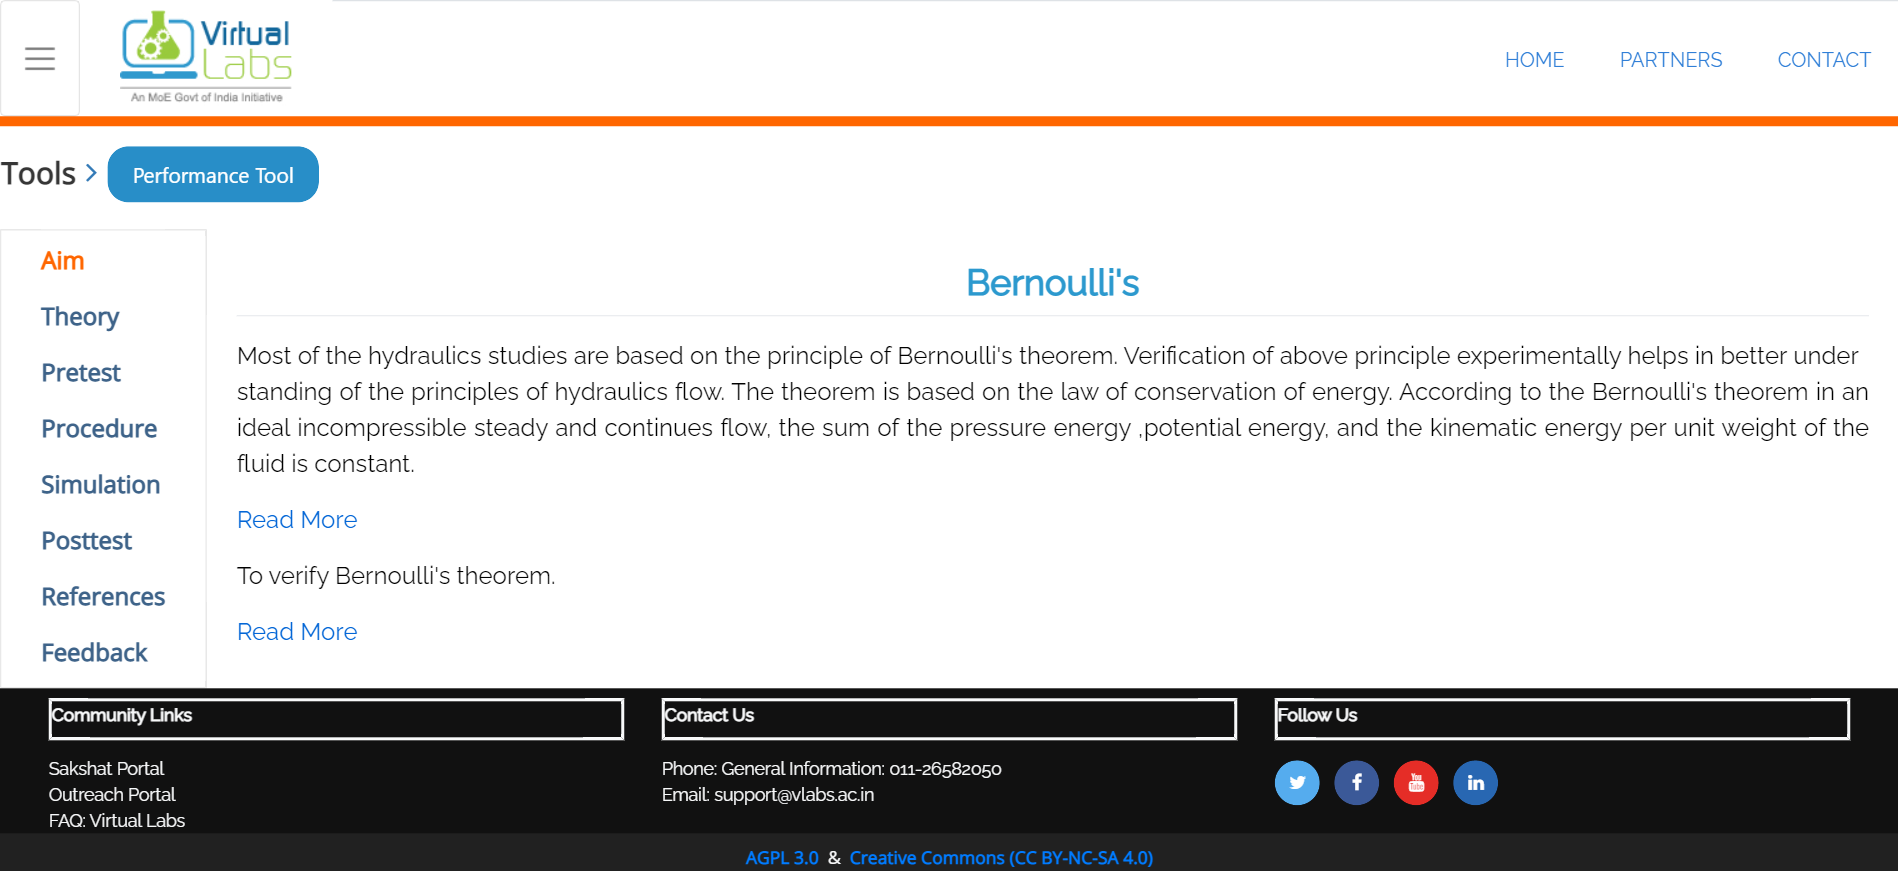 Virtual
Labs
An MoE Govt of India Initiative
HOME
PARTNERS
CONTACT
Tools
Performance Tool
Aim
Theory
Pretest
Procedure
Simulation
Posttest
References
Feedback
Bernoulli's
Most of the hydraulics studies are based on the principle of Bernoulli's theorem. Verification of above principle experimentally helps in better under
standing of the principles of hydraulics flow. The theorem is based on the law of conservation of energy. According to the Bernoulli's theorem in an
ideal incompressible steady and continues flow, the sum of the pressure energy ,potential energy, and the kinematic energy per unit weight of the
fluid is constant.
Read More
To verify Bernoulli's theorem.
Read More
Community Links
Sakshat Portal
Outreach Portal
FAQ: Virtual Labs
Contact Us
Phone: General Information: 011-26582050
Email: support@vlabs.ac.in
Follow Us
You
Tube
AGPL 3.0 & Creative Commons (CC BY-NC-SA 4.0)